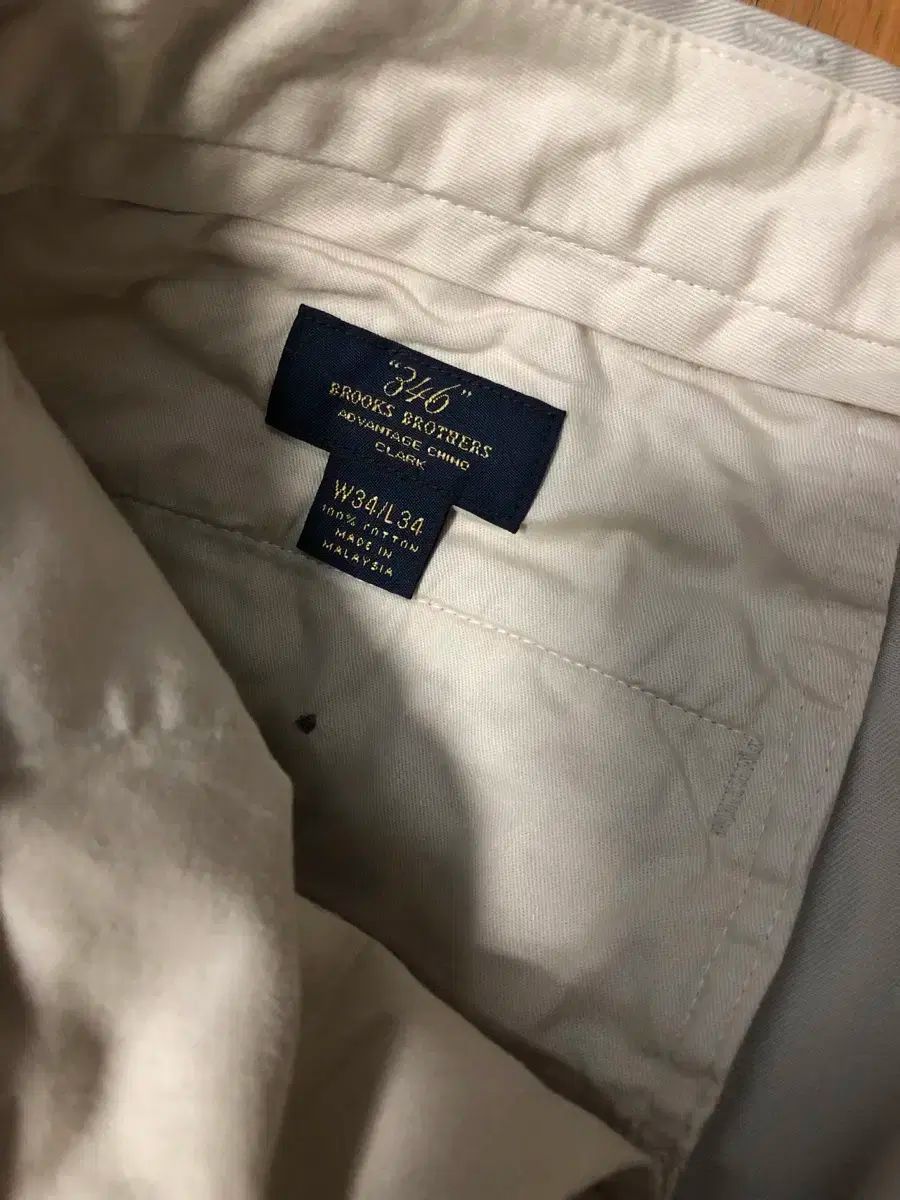 "346"
BROOKS BROTHERS
ADVANTAGE CHINO
CLARK
W34/L34
100% COTTON
MADE IN
MALAYSIA